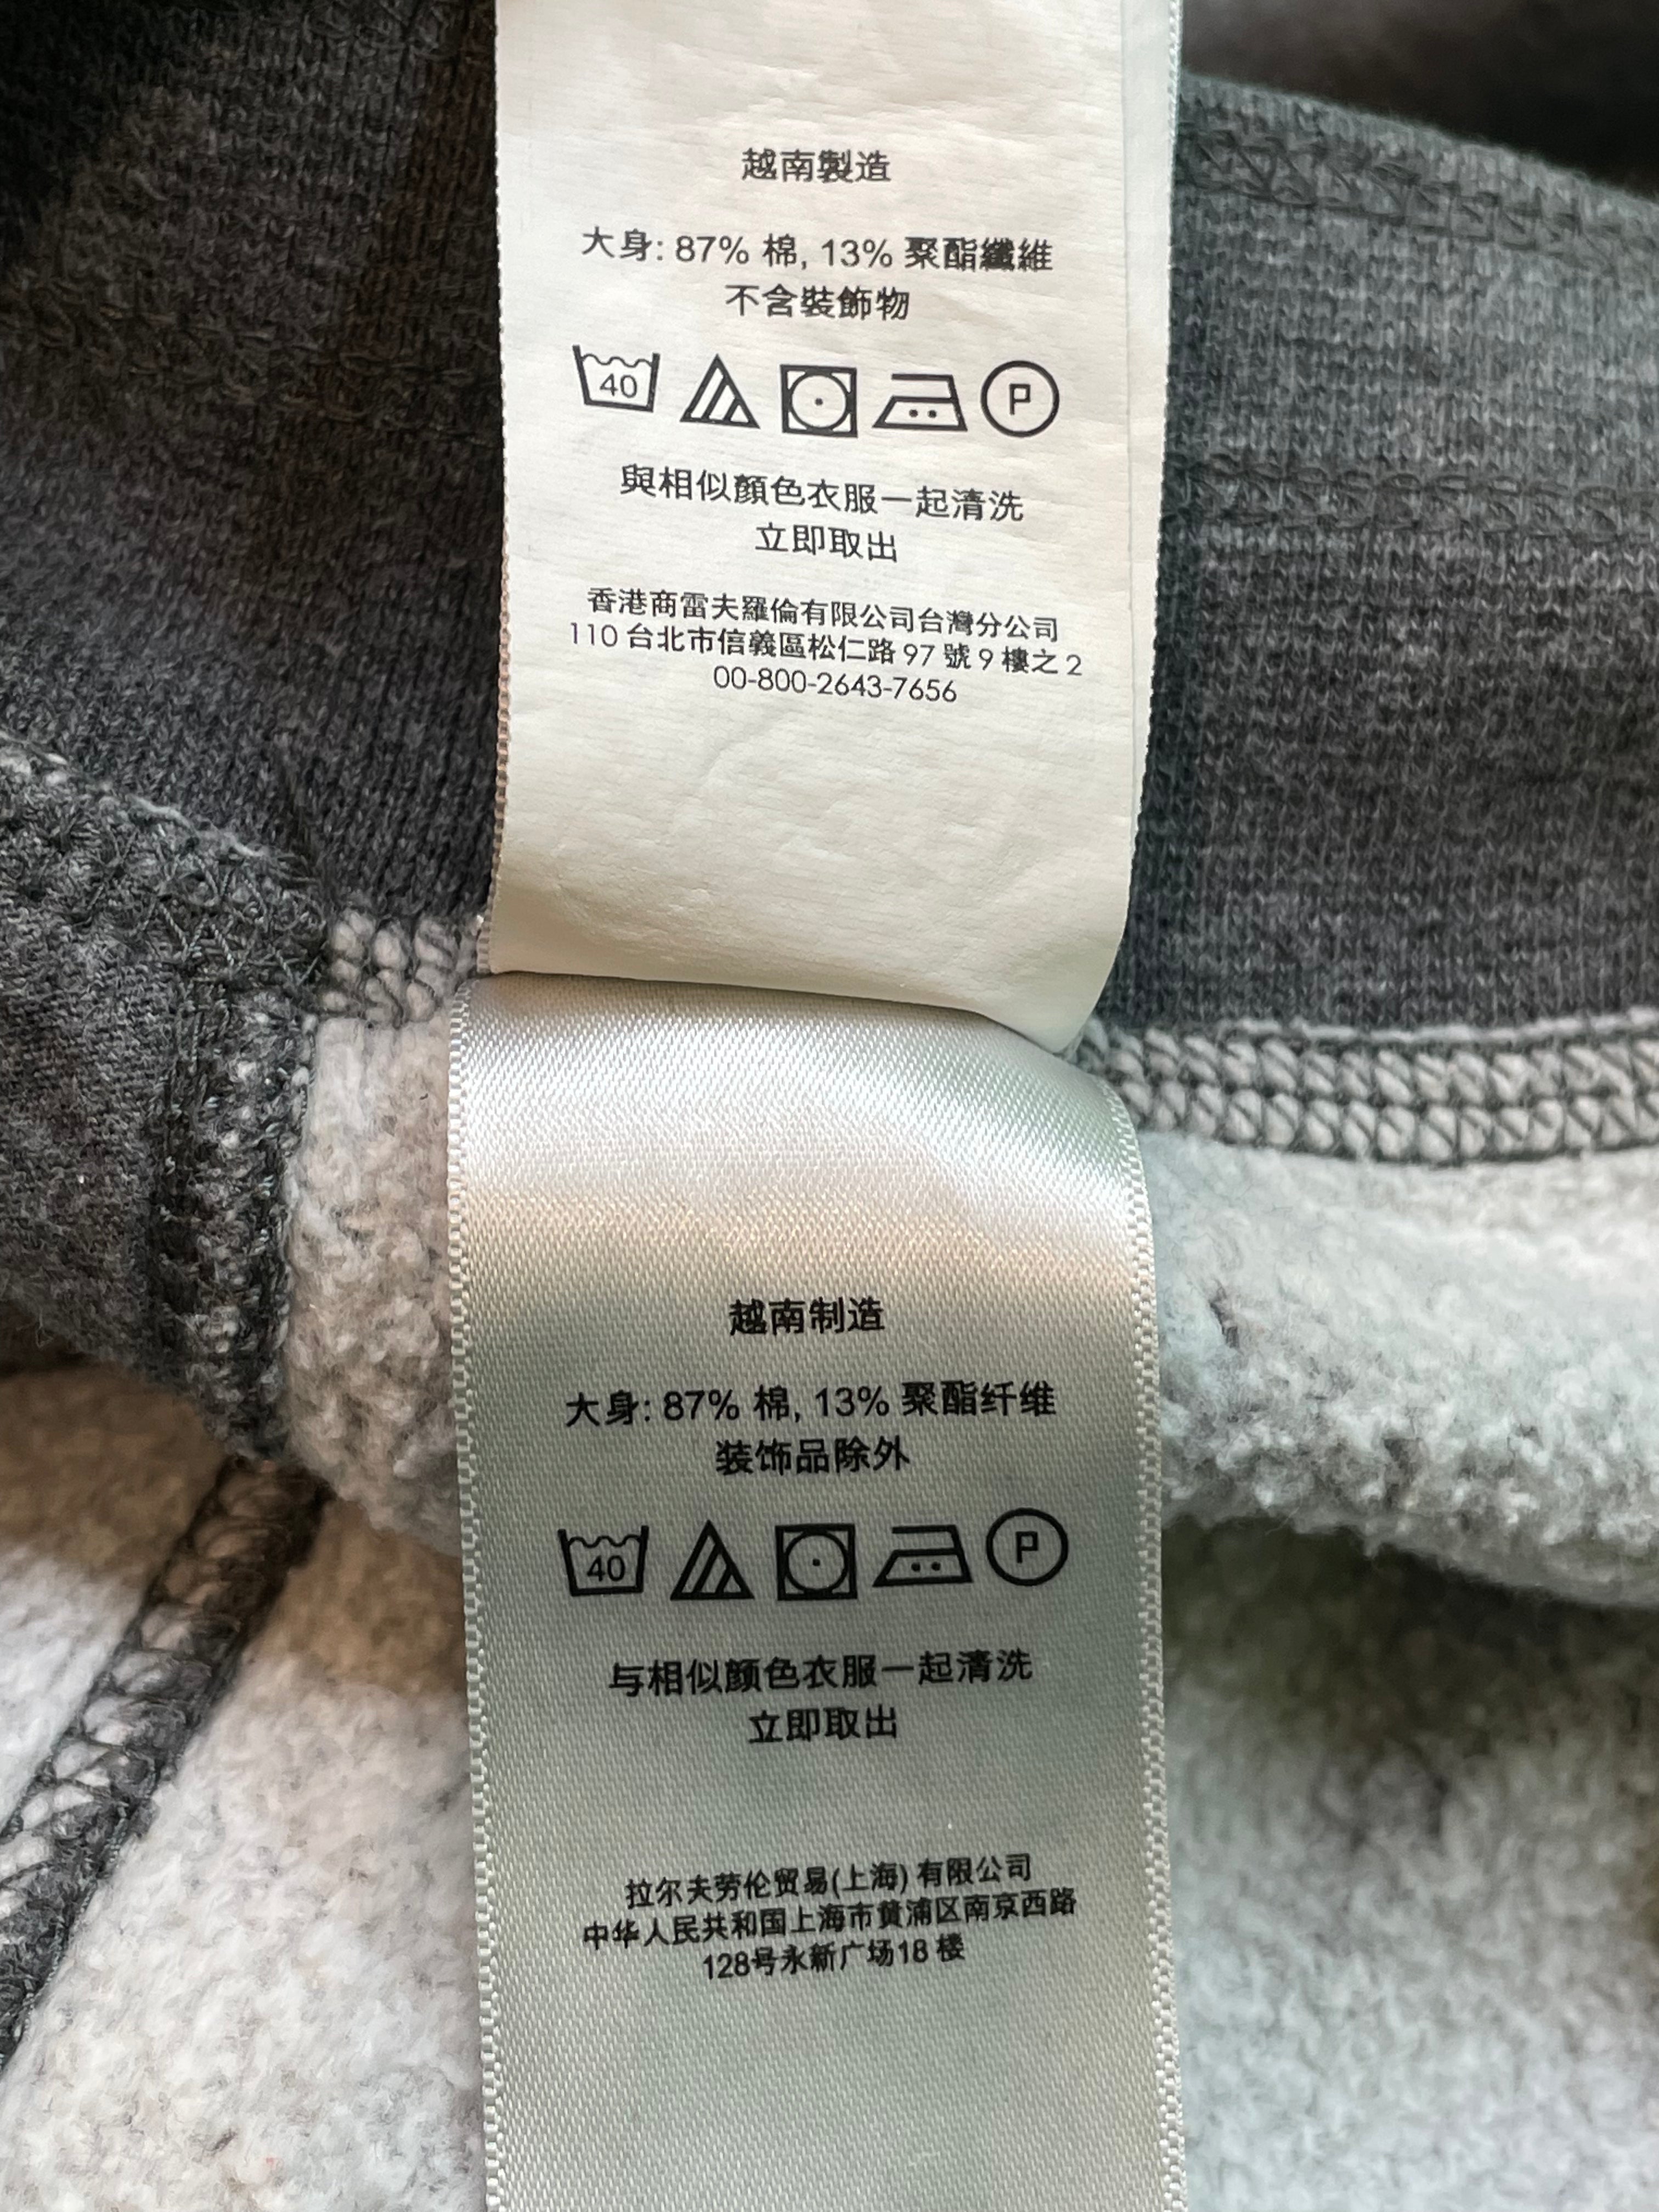 越南製造
大身: 87% 棉, 13% 聚酯纖維
不含裝飾物
40 P
與相似顏色衣服一起清洗
立即取出
香港商雷夫羅倫有限公司台灣分公司
110 台北市信義區松仁路 97 號 9 樓之 2
00-800-2643-7656
越南制造
大身: 87% 棉, 13% 聚酯纤维
装饰品除外
40 P
与相似颜色衣服一起清洗
立即取出
拉尔夫劳伦贸易(上海) 有限公司
中华人民共和国上海市黄浦区南京西路
128号永新广场18 楼